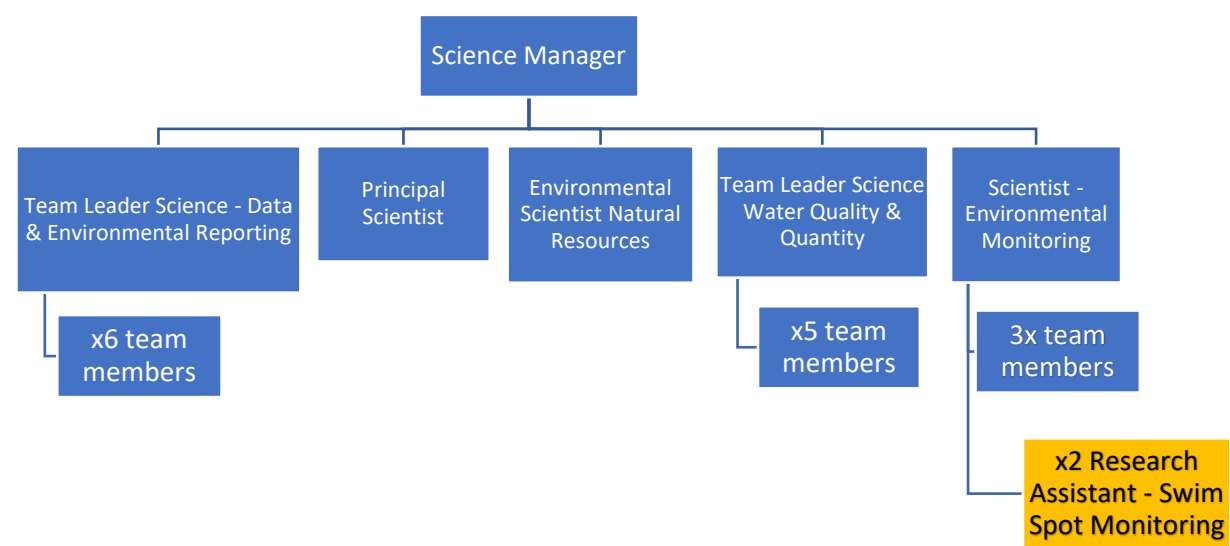 Science Manager
Team Leader Science - Data
& Environmental Reporting
Principal
Scientist
Environmental
Scientist Natural
Resources
Team Leader Science
Water Quality &
Quantity
Scientist -
Environmental
Monitoring
x6 team
members
x5 team
members
3x team
members
x2 Research
Assistant - Swim
Spot Monitoring